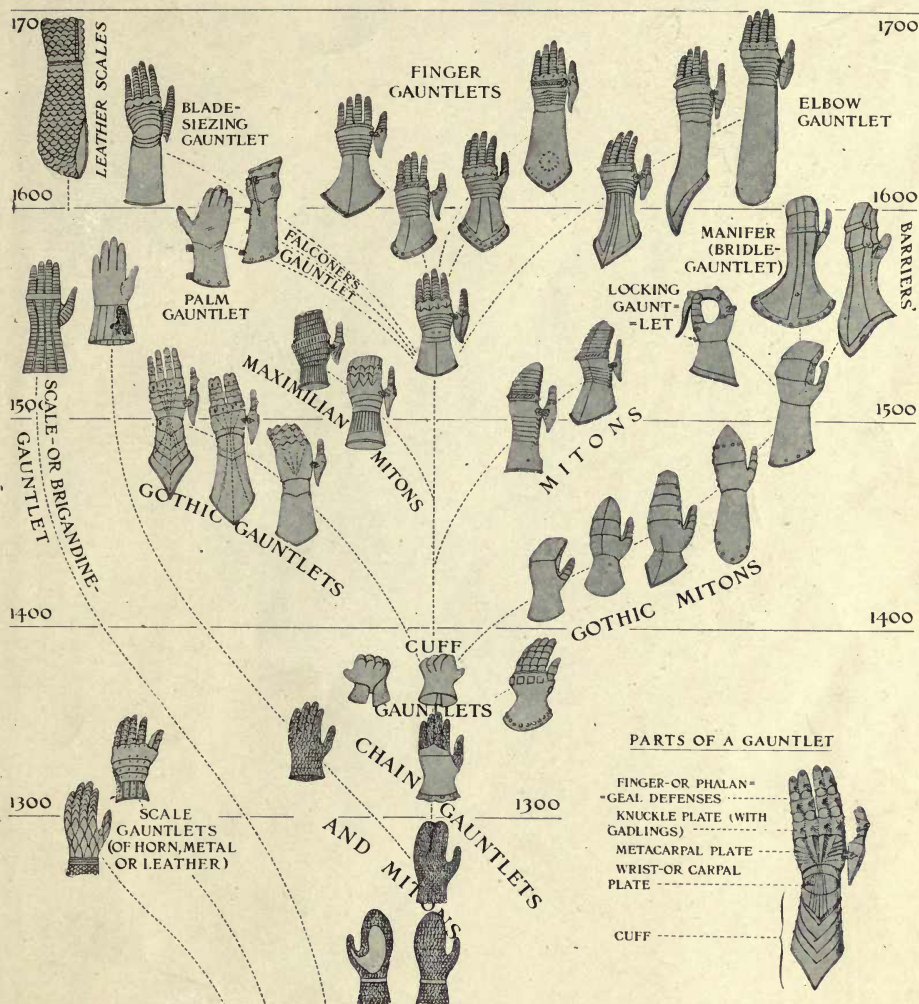 170
1700
LEATHER SCALES
BLADE-
SIEZING
GAUNTLET
FINGER
GAUNTLETS
ELBOW
GAUNTLET
1600
1600
FALCONER'S
GAUNTLET
PALM
GAUNTLET
MANIFER
(BRIDLE-
GAUNTLET)
BARRIERS
LOCKING
GAUNT=
=LET
MAXIMILIAN
MITONS
MITONS
150
1500
SCALE-OR BRIGANDINE-
GAUNTLET
GOTHIC GAUNTLETS
GOTHIC MITONS
1400
1400
CUFF
GAUNTLETS
CHAIN GAUNTLETS
AND MITONS
1300
1300
SCALE
GAUNTLETS
(OF HORN, METAL
OR LEATHER)
PARTS OF A GAUNTLET
FINGER-OR PHALAN=
=GEAL DEFENSES
KNUCKLE PLATE (WITH
GADLINGS)
METACARPAL PLATE
WRIST-OR CARPAL
PLATE
CUFF